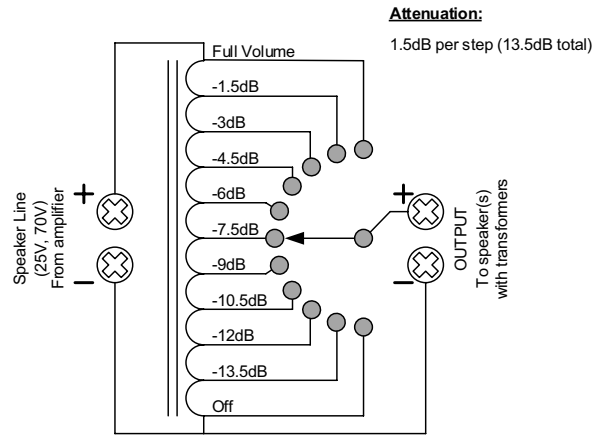 Attenuation:
1.5dB per step (13.5dB total)
Full Volume
-1.5dB
-3dB
-4.5dB
-6dB
-7.5dB
-9dB
-10.5dB
-12dB
-13.5dB
Off
Speaker Line
(25V, 70V)
From amplifier
+
−
+
−
OUTPUT
To speaker(s)
with transformers